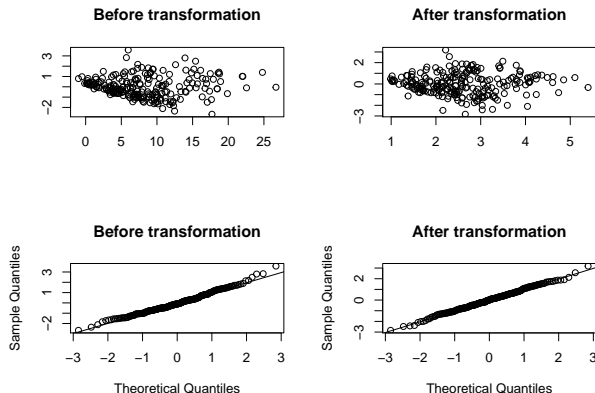 Before transformation
3
1
−2
0 5 10 15 20 25
After transformation
2
0
−3
1 2 3 4 5
Before transformation
Sample Quantiles
3
1
−2
−3 −2 −1 0 1 2 3
Theoretical Quantiles
After transformation
Sample Quantiles
2
0
−3
−3 −2 −1 0 1 2 3
Theoretical Quantiles